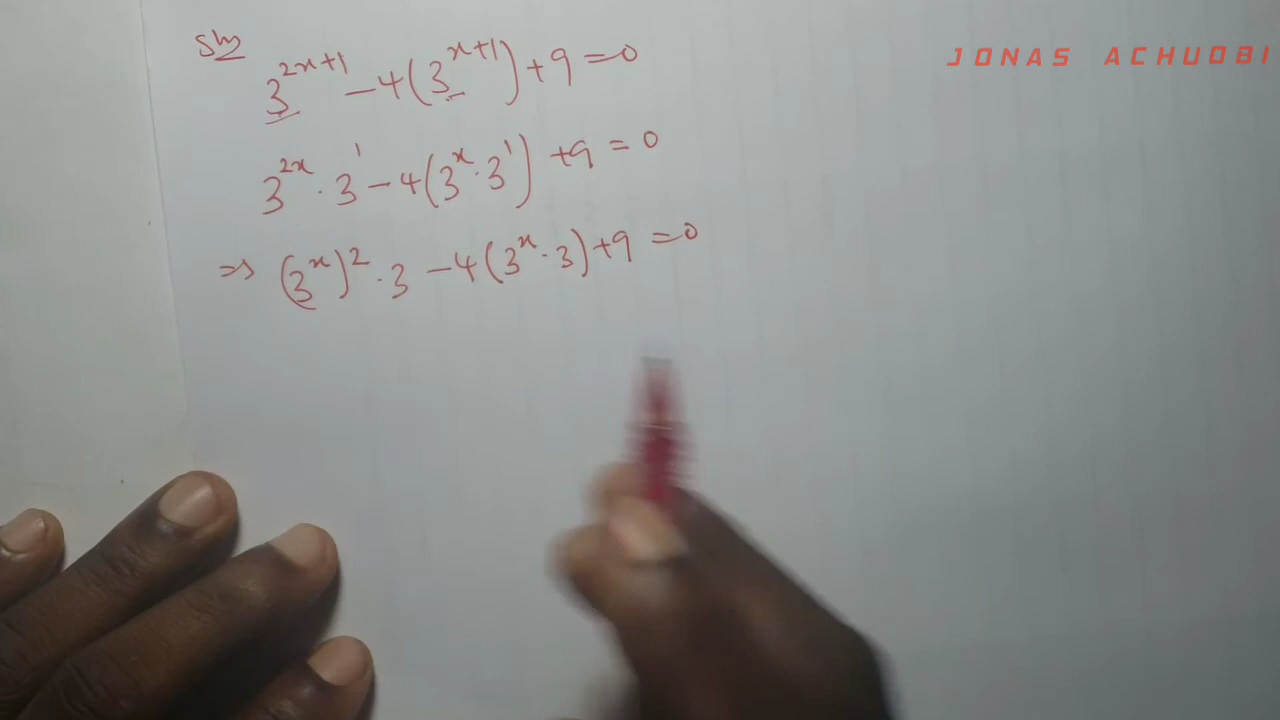 Soln
3^{2x+1} - 4(3^{x+1}) + 9 = 0
3^{2x} · 3^1 - 4(3^x · 3^1) + 9 = 0
⇒ (3^x)^2 · 3 - 4(3^x · 3) + 9 = 0
JONAS ACHUOBI